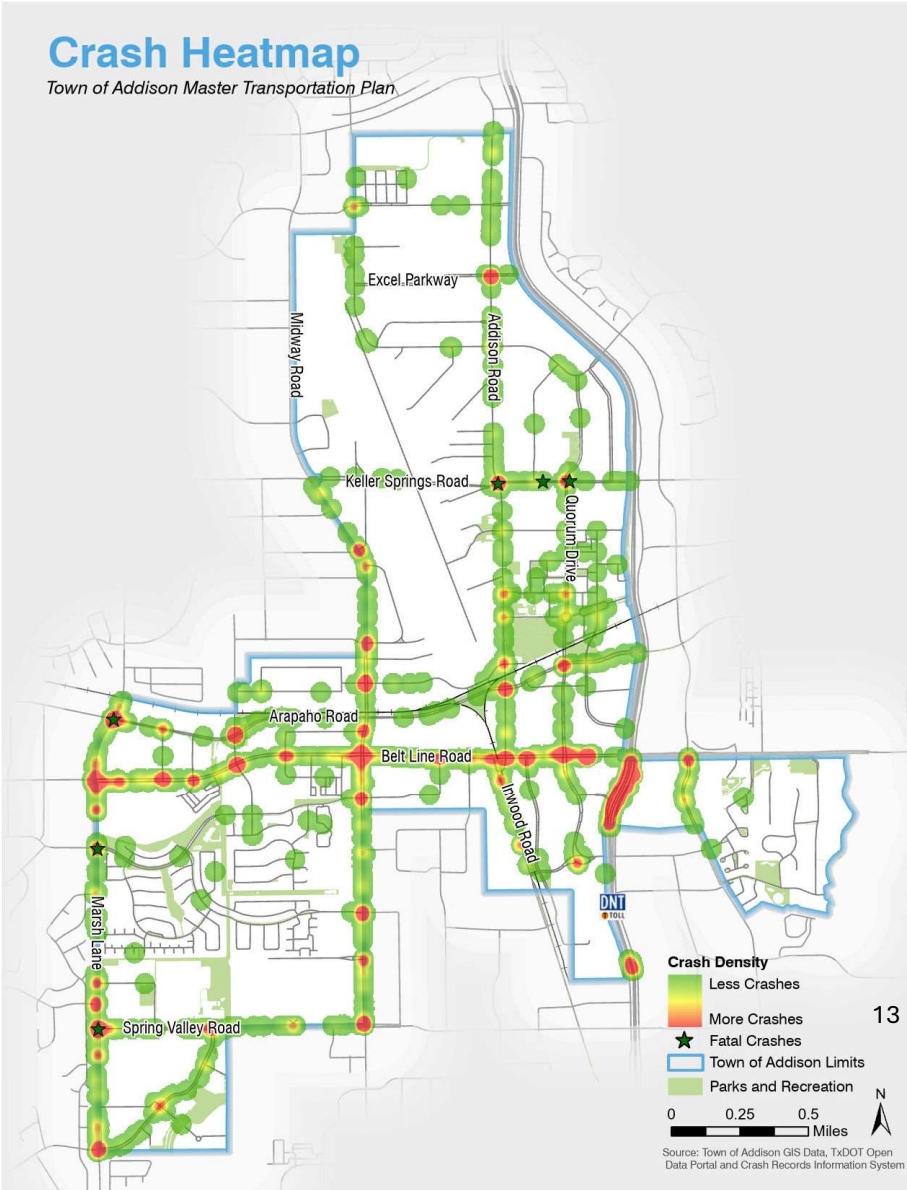 Crash Heatmap
Town of Addison Master Transportation Plan
Excel Parkway
Midway Road
Addison Road
Keller Springs Road
Quorum Drive
Arapaho Road
Belt Line Road
Inwood Road
Marsh Lane
DNT
TOLL
Spring Valley Road
Crash Density
Less Crashes
More Crashes
13
Fatal Crashes
Town of Addison Limits
Parks and Recreation
N
0 0.25 0.5
Miles
Source: Town of Addison GIS Data, TxDOT Open
Data Portal and Crash Records Information System